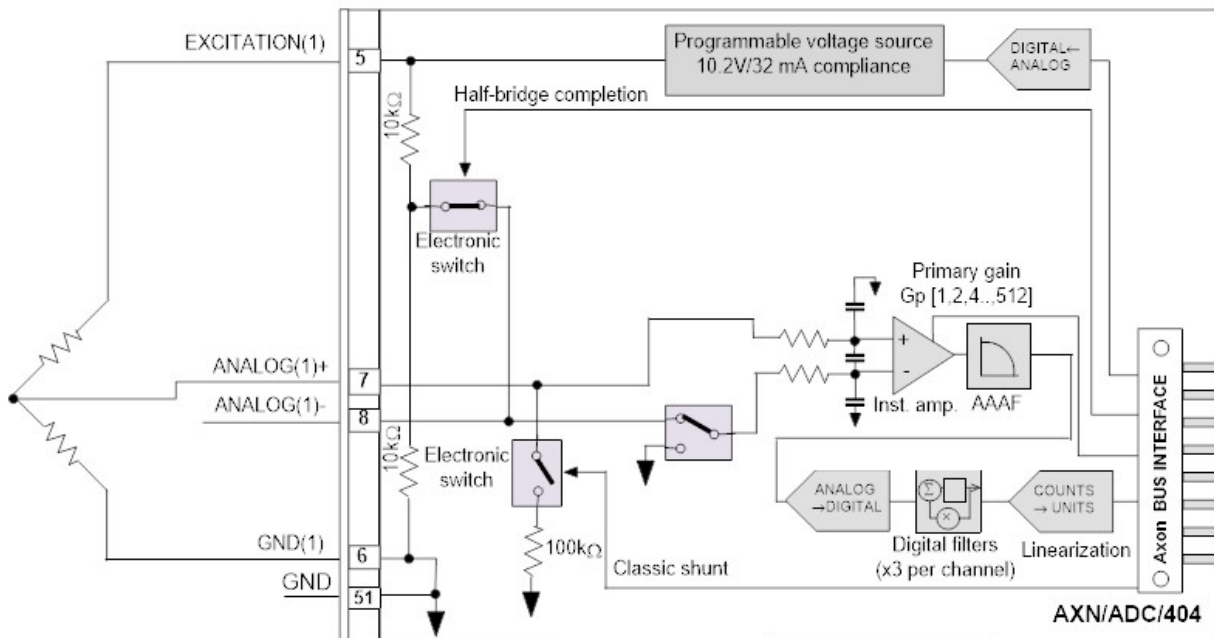 EXCITATION(1)
5
Programmable voltage source
10.2V/32 mA compliance
DIGITAL←
ANALOG
Half-bridge completion
10kΩ
Electronic
switch
Primary gain
Gp [1,2,4..,512]
+
-
Inst. amp.
AAAF
ANALOG(1)+
7
ANALOG(1)-
8
10kΩ
Electronic
switch
100kΩ
Classic shunt
ANALOG
→DIGITAL
Σ
×
Digital filters
(x3 per channel)
COUNTS
→ UNITS
Linearization
GND(1)
6
GND
51
Axon BUS INTERFACE
AXN/ADC/404